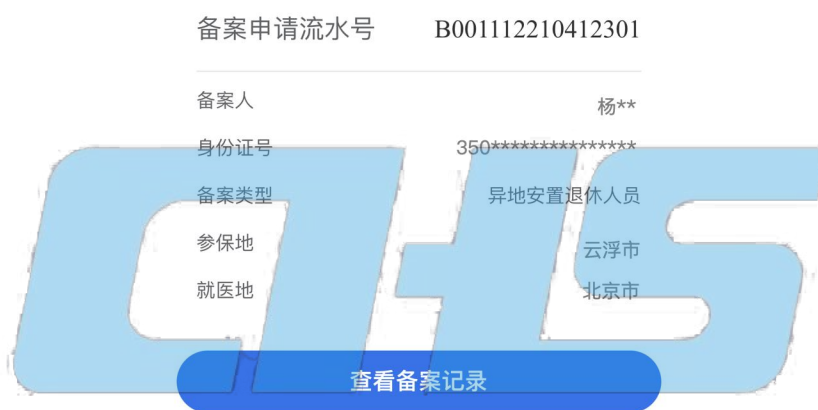 备案申请流水号 B001112210412301
备案人 杨**
身份证号 350***************
备案类型 异地安置退休人员
参保地 云浮市
就医地 北京市
CHS
查看备案记录